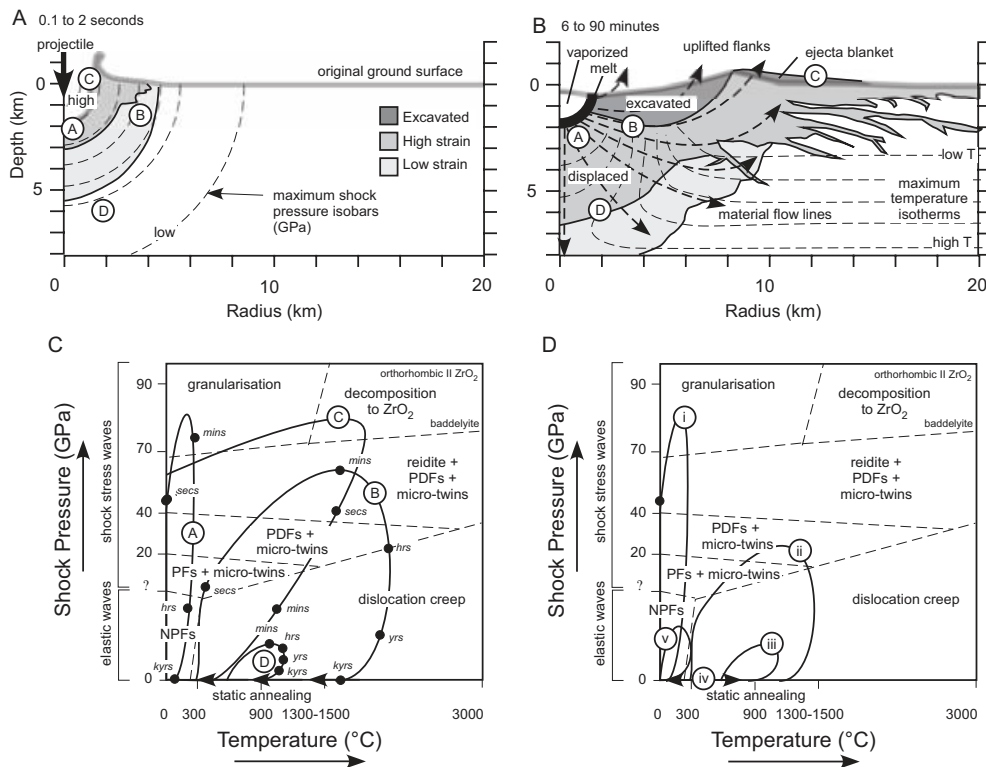 A 0.1 to 2 seconds
projectile
C
high
A
B
D
original ground surface
Excavated
High strain
Low strain
maximum shock
pressure isobars
(GPa)
low
Depth (km)
0
5
0
10
20
Radius (km)
B 6 to 90 minutes
vaporized
melt
uplifted flanks
ejecta blanket
C
excavated
A
B
displaced
D
low T
maximum
temperature
isotherms
material flow lines
high T
0
5
0
10
20
Radius (km)
C
Shock Pressure (GPa)
shock stress waves
elastic waves
90
70
40
20
?
0
granularisation
orthorhombic II ZrO2
decomposition
to ZrO2
baddelyite
C
mins
mins
reidite +
PDFs +
micro-twins
B
secs
secs
A
PDFs +
micro-twins
hrs
PFs + micro-twins
secs
dislocation creep
hrs
mins
NPFs
mins
hrs
yrs
yrs
D
kyrs
kyrs
kyrs
static annealing
0
300
900
1300-1500
3000
Temperature (°C)
D
Shock Pressure (GPa)
shock stress waves
elastic waves
90
70
40
20
?
0
granularisation
orthorhombic II ZrO2
decomposition
to ZrO2
baddelyite
i
reidite +
PDFs +
micro-twins
PDFs +
micro-twins
ii
PFs + micro-twins
NPFs
dislocation creep
v
iii
iv
static annealing
0
300
900
1300-1500
3000
Temperature (°C)